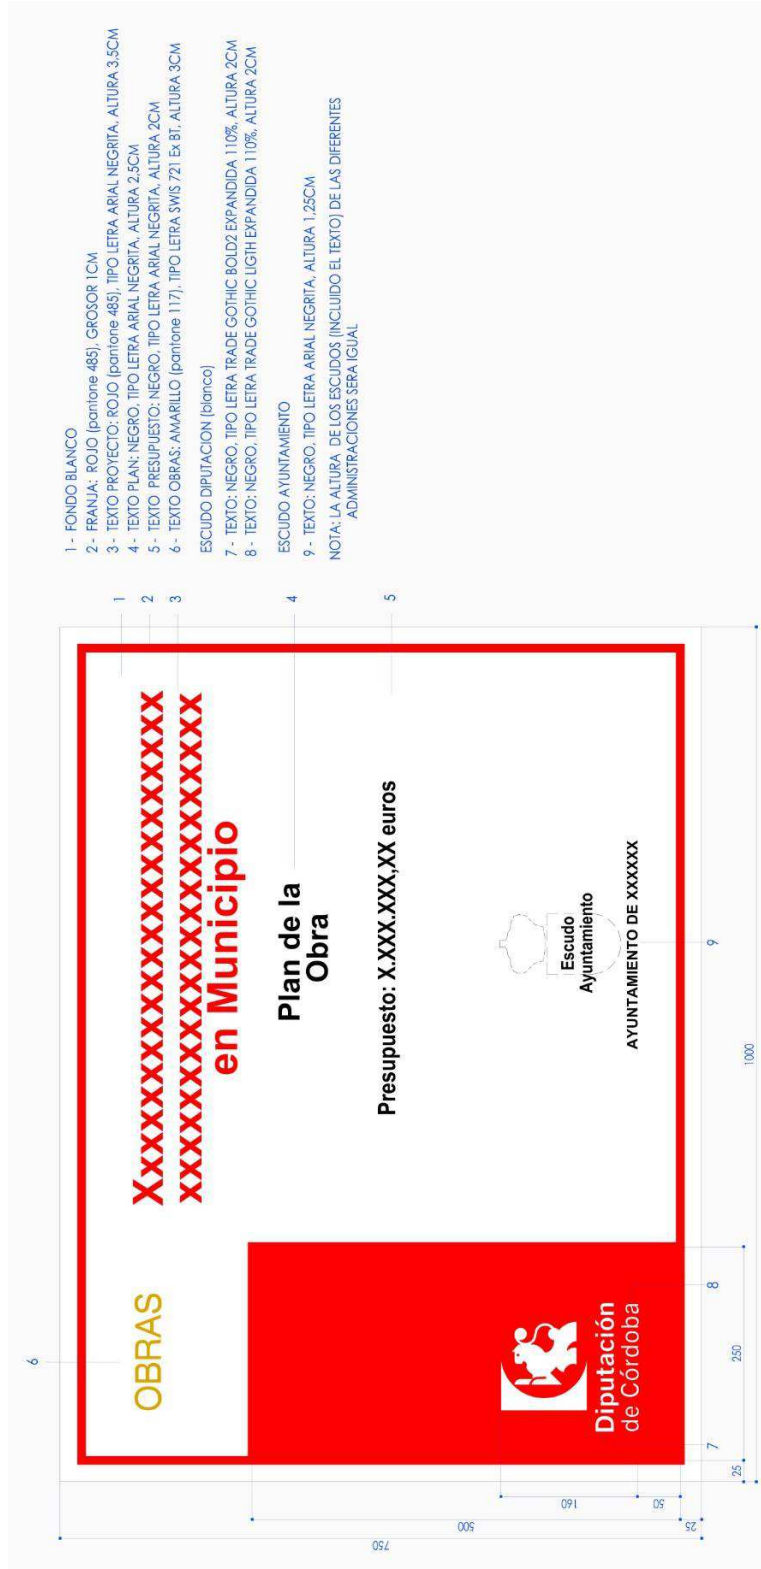 OBRAS
Xxxxxxxxxxxxxxxxxxxxxxx
xxxxxxxxxxxxxxxxxxxxxxx
en Municipio
Plan de la
Obra
Presupuesto: X.XXX.XXX,XX euros
Escudo
Ayuntamiento
AYUNTAMIENTO DE XXXXXX
Diputación
de Córdoba
1
2
3
4
5
6
7
8
9
750
500
160
50
25
25
250
1000
1 - FONDO BLANCO
2 - FRANJA: ROJO (pantone 485), GROSOR 1CM
3 - TEXTO PROYECTO: ROJO (pantone 485), TIPO LETRA ARIAL NEGRITA, ALTURA 3,5CM
4 - TEXTO PLAN: NEGRO, TIPO LETRA ARIAL NEGRITA, ALTURA 2,5CM
5 - TEXTO PRESUPUESTO: NEGRO, TIPO LETRA ARIAL NEGRITA, ALTURA 2CM
6 - TEXTO OBRAS: AMARILLO (pantone 117), TIPO LETRA SWIS 721 Ex BT, ALTURA 3CM
ESCUDO DIPUTACION (blanco)
7 - TEXTO: NEGRO, TIPO LETRA TRADE GOTHIC BOLD2 EXPANDIDA 110%, ALTURA 2CM
8 - TEXTO: NEGRO, TIPO LETRA TRADE GOTHIC LIGTH EXPANDIDA 110%, ALTURA 2CM
ESCUDO AYUNTAMIENTO
9 - TEXTO: NEGRO, TIPO LETRA ARIAL NEGRITA, ALTURA 1,25CM
NOTA: LA ALTURA DE LOS ESCUDOS (INCLUIDO EL TEXTO) DE LAS DIFERENTES
ADMINISTRACIONES SERA IGUAL